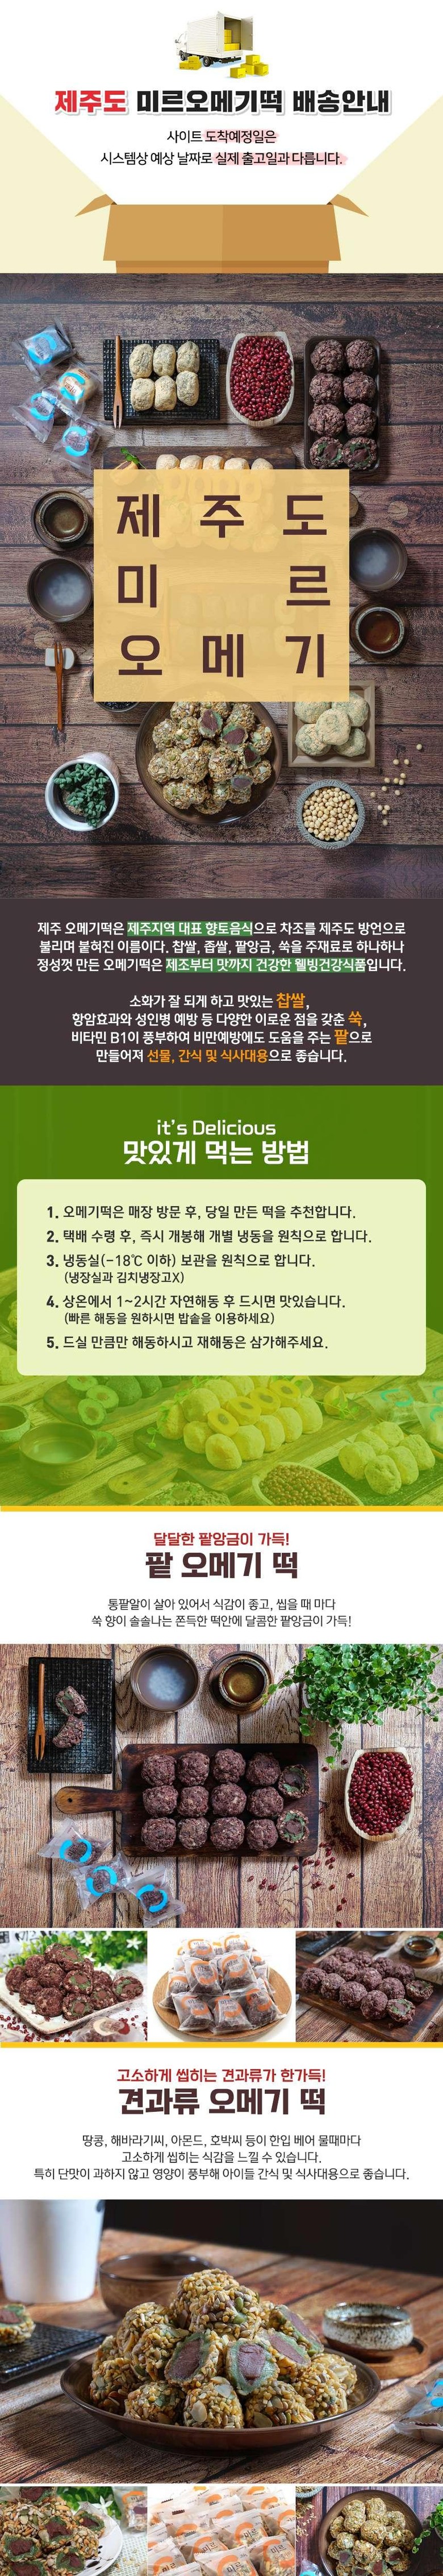 제주도 미르오메기떡 배송안내
사이트 도착예정일은
시스템상 예상 날짜로 실제 출고일과 다릅니다.
제 주 도
미 르
오 메 기
제주 오메기떡은 제주지역 대표 향토음식으로 차조를 제주도 방언으로
불리며 붙혀진 이름이다. 찹쌀, 좁쌀, 팥앙금, 쑥을 주재료로 하나하나
정성껏 만든 오메기떡은 제조부터 맛까지 건강한 웰빙건강식품입니다.
소화가 잘 되게 하고 맛있는 찹쌀,
항암효과와 성인병 예방 등 다양한 이로운 점을 갖춘 쑥,
비타민 B1이 풍부하여 비만예방에도 도움을 주는 팥으로
만들어져 선물, 간식 및 식사대용으로 좋습니다.
it's Delicious
맛있게 먹는 방법
1. 오메기떡은 매장 방문 후, 당일 만든 떡을 추천합니다.
2. 택배 수령 후, 즉시 개봉해 개별 냉동을 원칙으로 합니다.
3. 냉동실(-18℃ 이하) 보관을 원칙으로 합니다.
(냉장실과 김치냉장고X)
4. 상온에서 1~2시간 자연해동 후 드시면 맛있습니다.
(빠른 해동을 원하시면 밥솥을 이용하세요)
5. 드실 만큼만 해동하시고 재해동은 삼가해주세요.
달달한 팥앙금이 가득!
팥 오메기 떡
통팥알이 살아 있어서 식감이 좋고, 씹을 때 마다
쑥 향이 솔솔나는 쫀득한 떡안에 달콤한 팥앙금이 가득!
고소하게 씹히는 견과류가 한가득!
견과류 오메기 떡
땅콩, 해바라기씨, 아몬드, 호박씨 등이 한입 베어 물때마다
고소하게 씹히는 식감을 느낄 수 있습니다.
특히 단맛이 과하지 않고 영양이 풍부해 아이들 간식 및 식사대용으로 좋습니다.